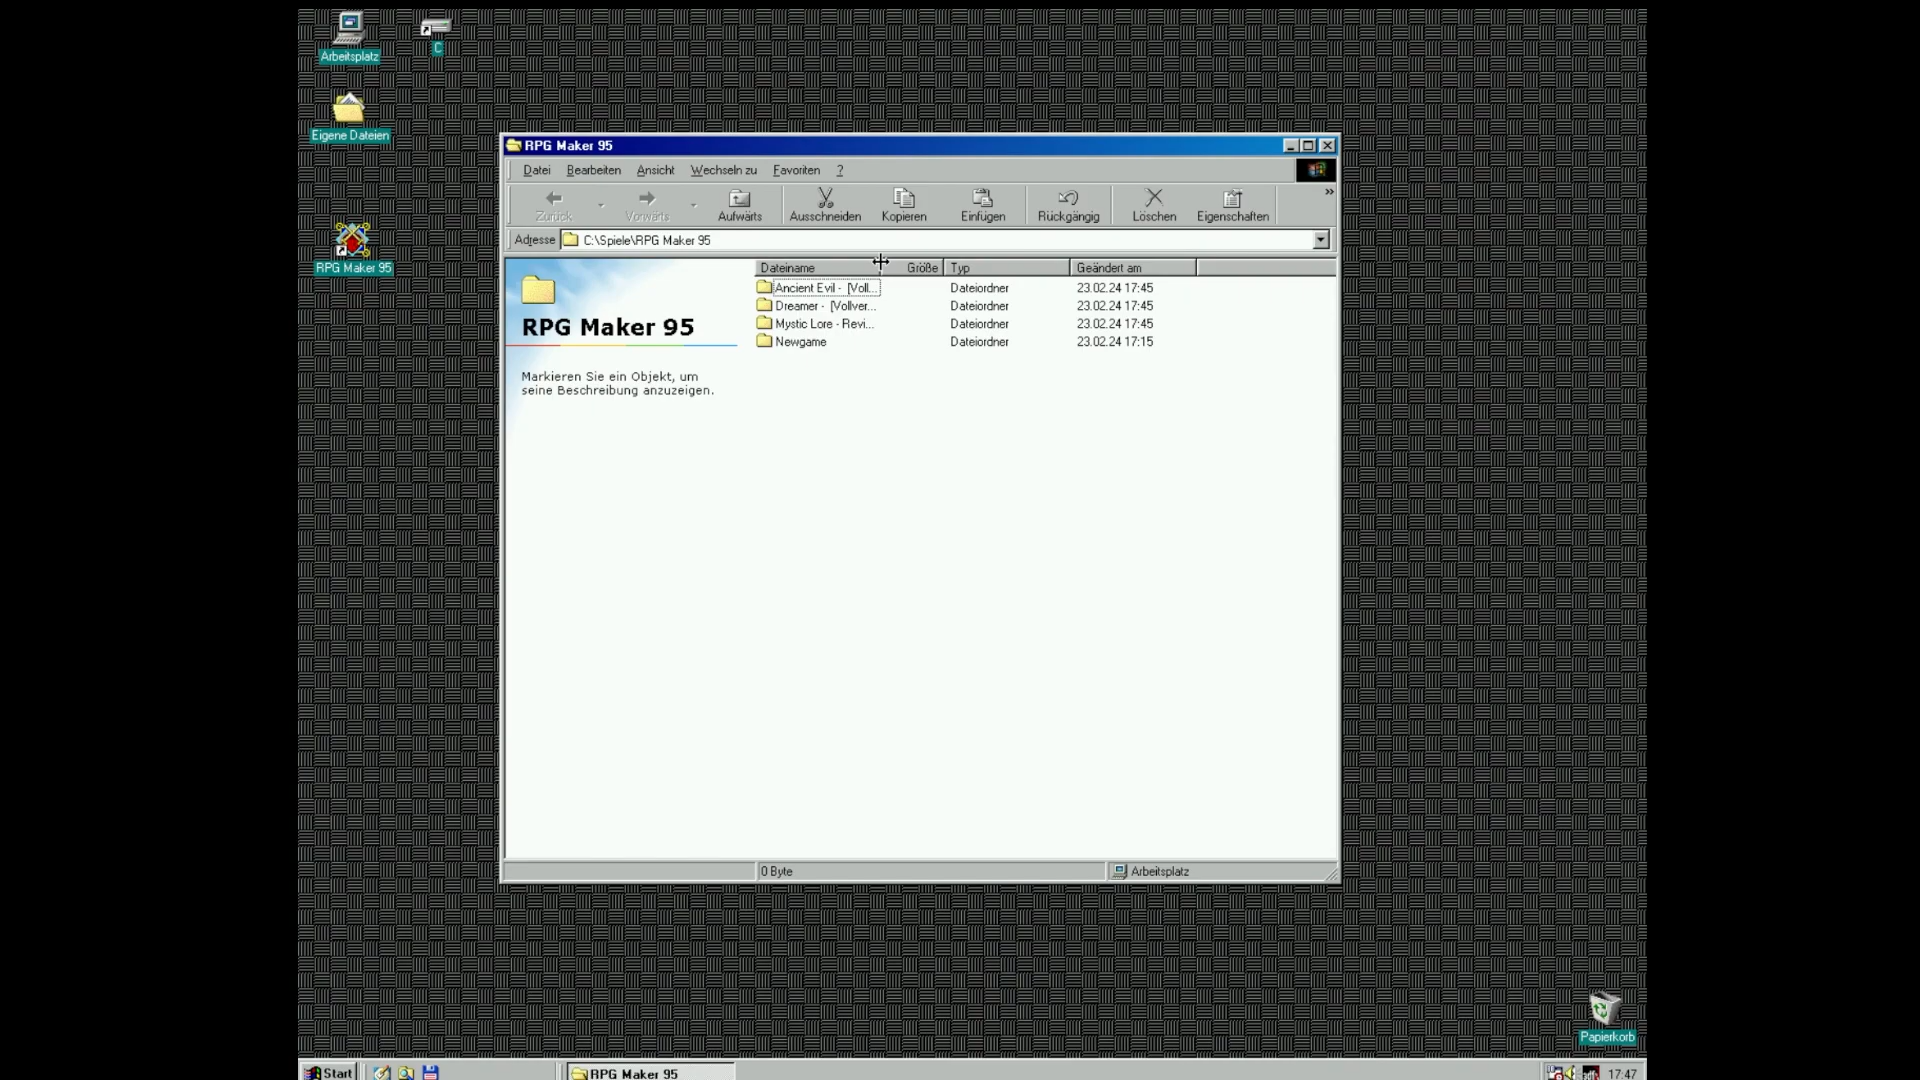 Arbeitsplatz
C
Eigene Dateien
RPG Maker 95
RPG Maker 95
Datei Bearbeiten Ansicht Wechseln zu Favoriten ?
Zurück Vorwärts Aufwärts Ausschneiden Kopieren Einfügen Rückgängig Löschen Eigenschaften »
Adresse C:\Spiele\RPG Maker 95
RPG Maker 95
Markieren Sie ein Objekt, um
seine Beschreibung anzuzeigen.
Dateiname Größe Typ Geändert am
Ancient Evil - [Voll... Dateiordner 23.02.24 17:45
Dreamer - [Vollver... Dateiordner 23.02.24 17:45
Mystic Lore - Revi... Dateiordner 23.02.24 17:45
Newgame Dateiordner 23.02.24 17:15
0 Byte Arbeitsplatz
Papierkorb
Start RPG Maker 95 17:47